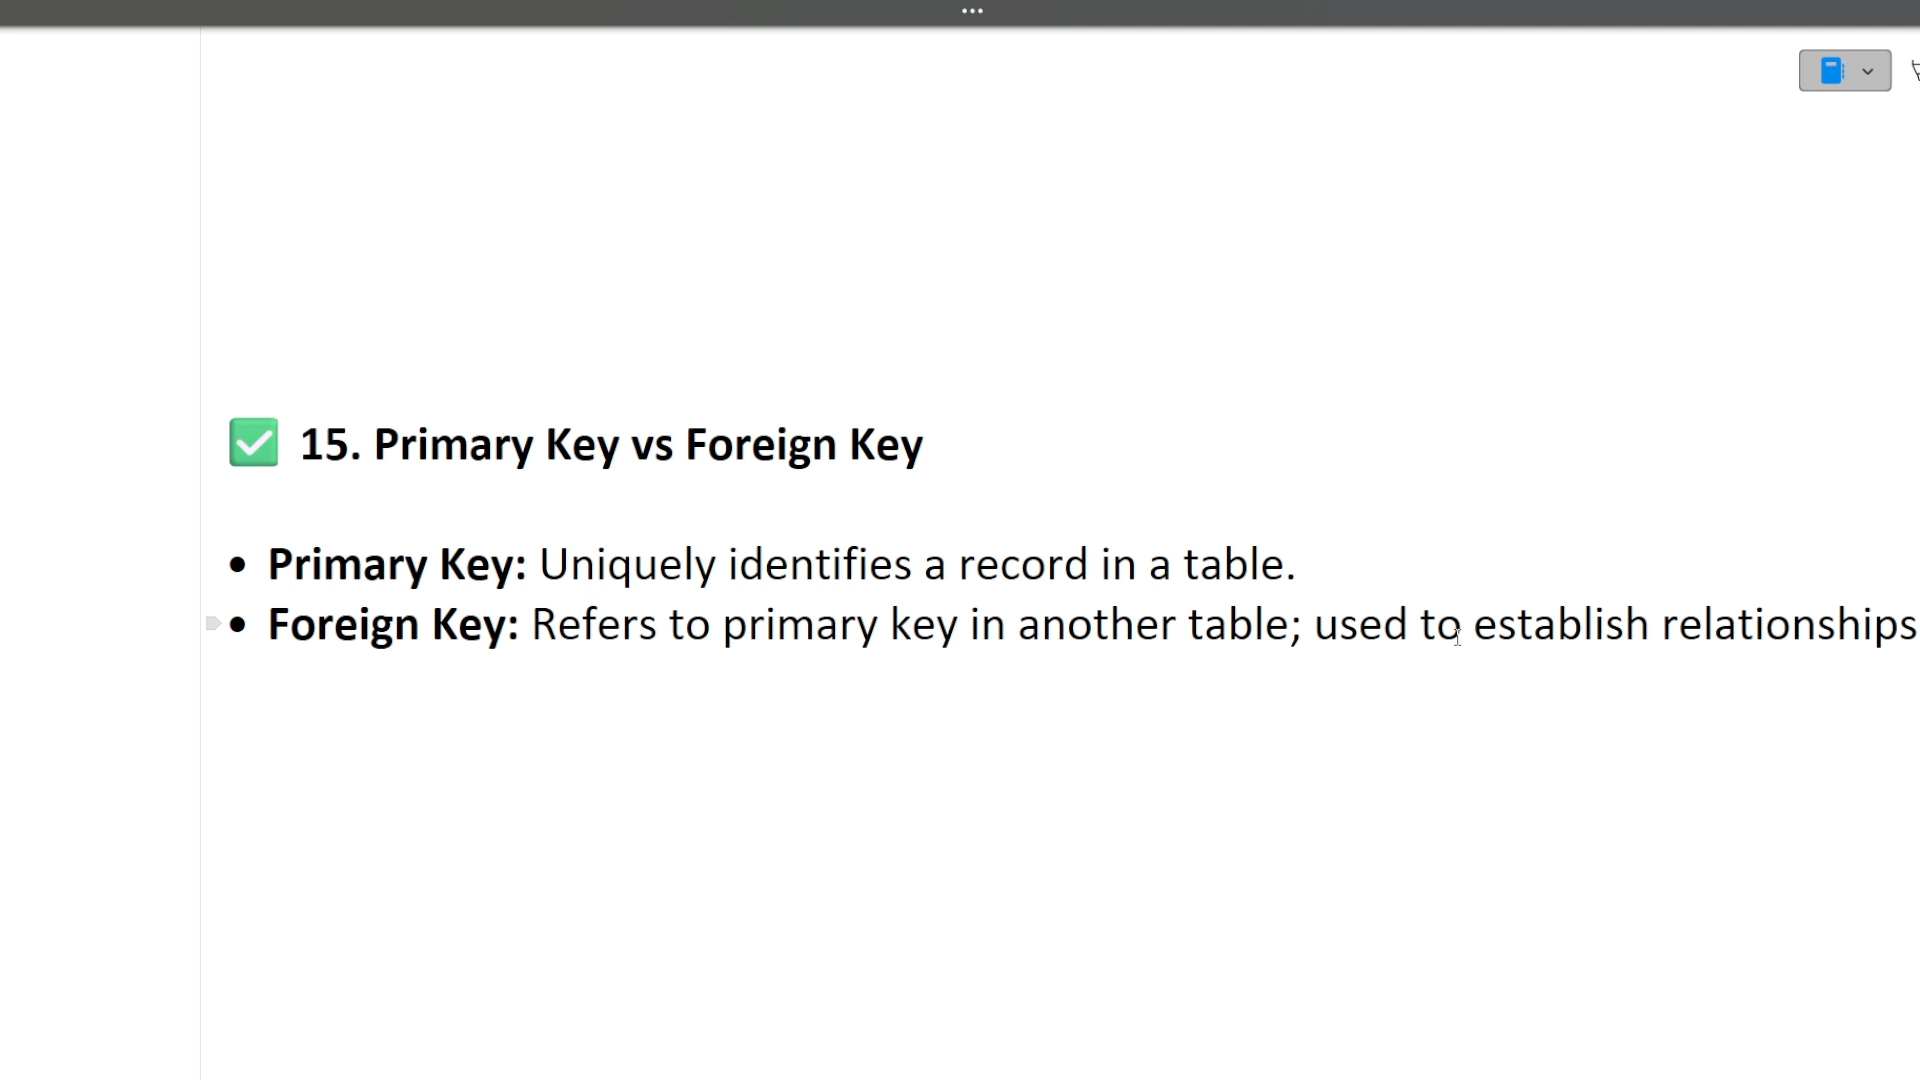 ✅ 15. Primary Key vs Foreign Key
• Primary Key: Uniquely identifies a record in a table.
• Foreign Key: Refers to primary key in another table; used to establish relationships